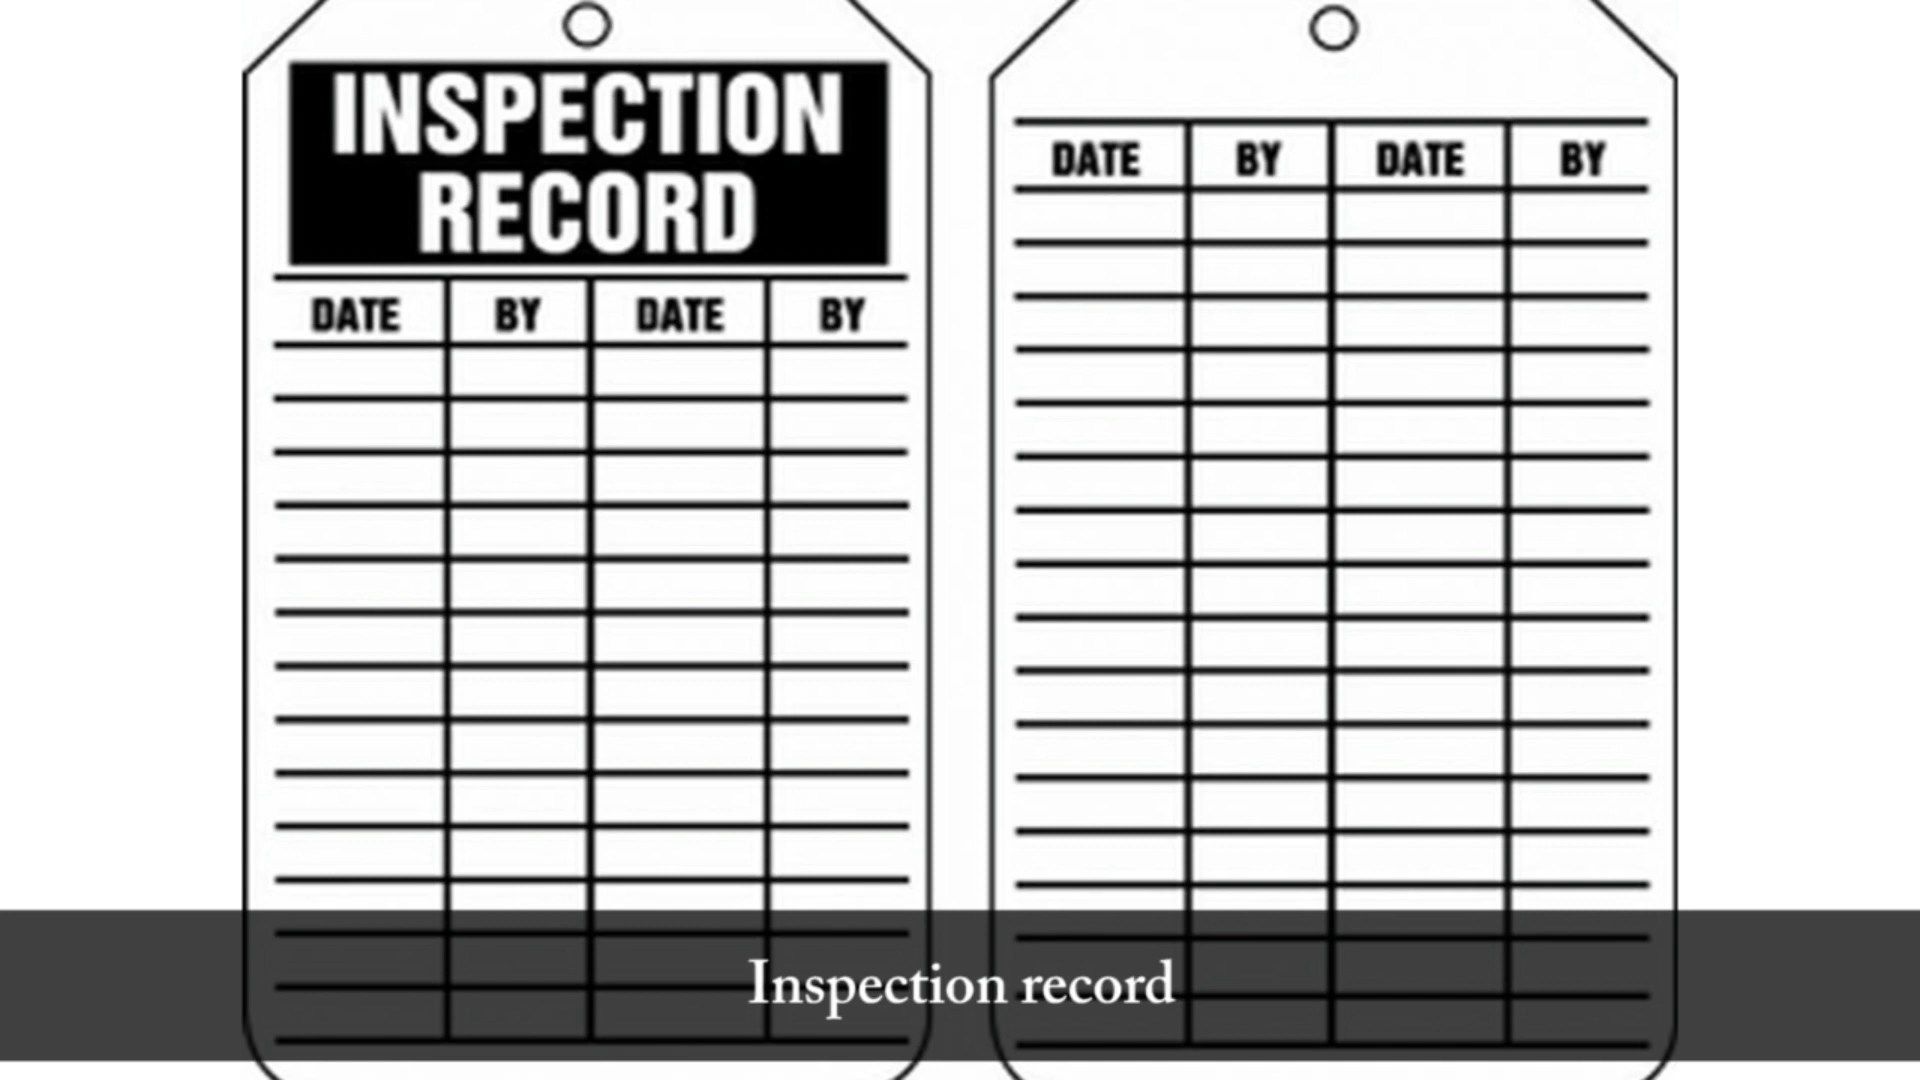 INSPECTION
RECORD
DATE BY DATE BY
DATE BY DATE BY
Inspection record